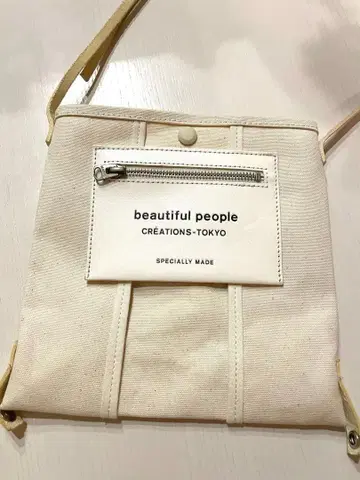 beautiful people
CRÉATIONS-TOKYO
SPECIALLY MADE